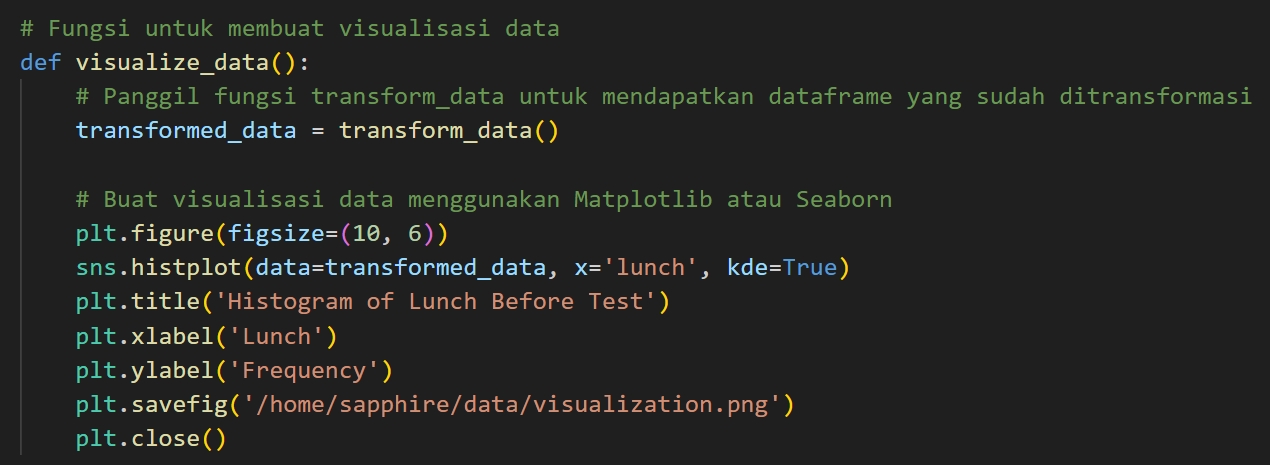 # Fungsi untuk membuat visualisasi data
def visualize_data():
    # Panggil fungsi transform_data untuk mendapatkan dataframe yang sudah ditransformasi
    transformed_data = transform_data()

    # Buat visualisasi data menggunakan Matplotlib atau Seaborn
    plt.figure(figsize=(10, 6))
    sns.histplot(data=transformed_data, x='lunch', kde=True)
    plt.title('Histogram of Lunch Before Test')
    plt.xlabel('Lunch')
    plt.ylabel('Frequency')
    plt.savefig('/home/sapphire/data/visualization.png')
    plt.close()